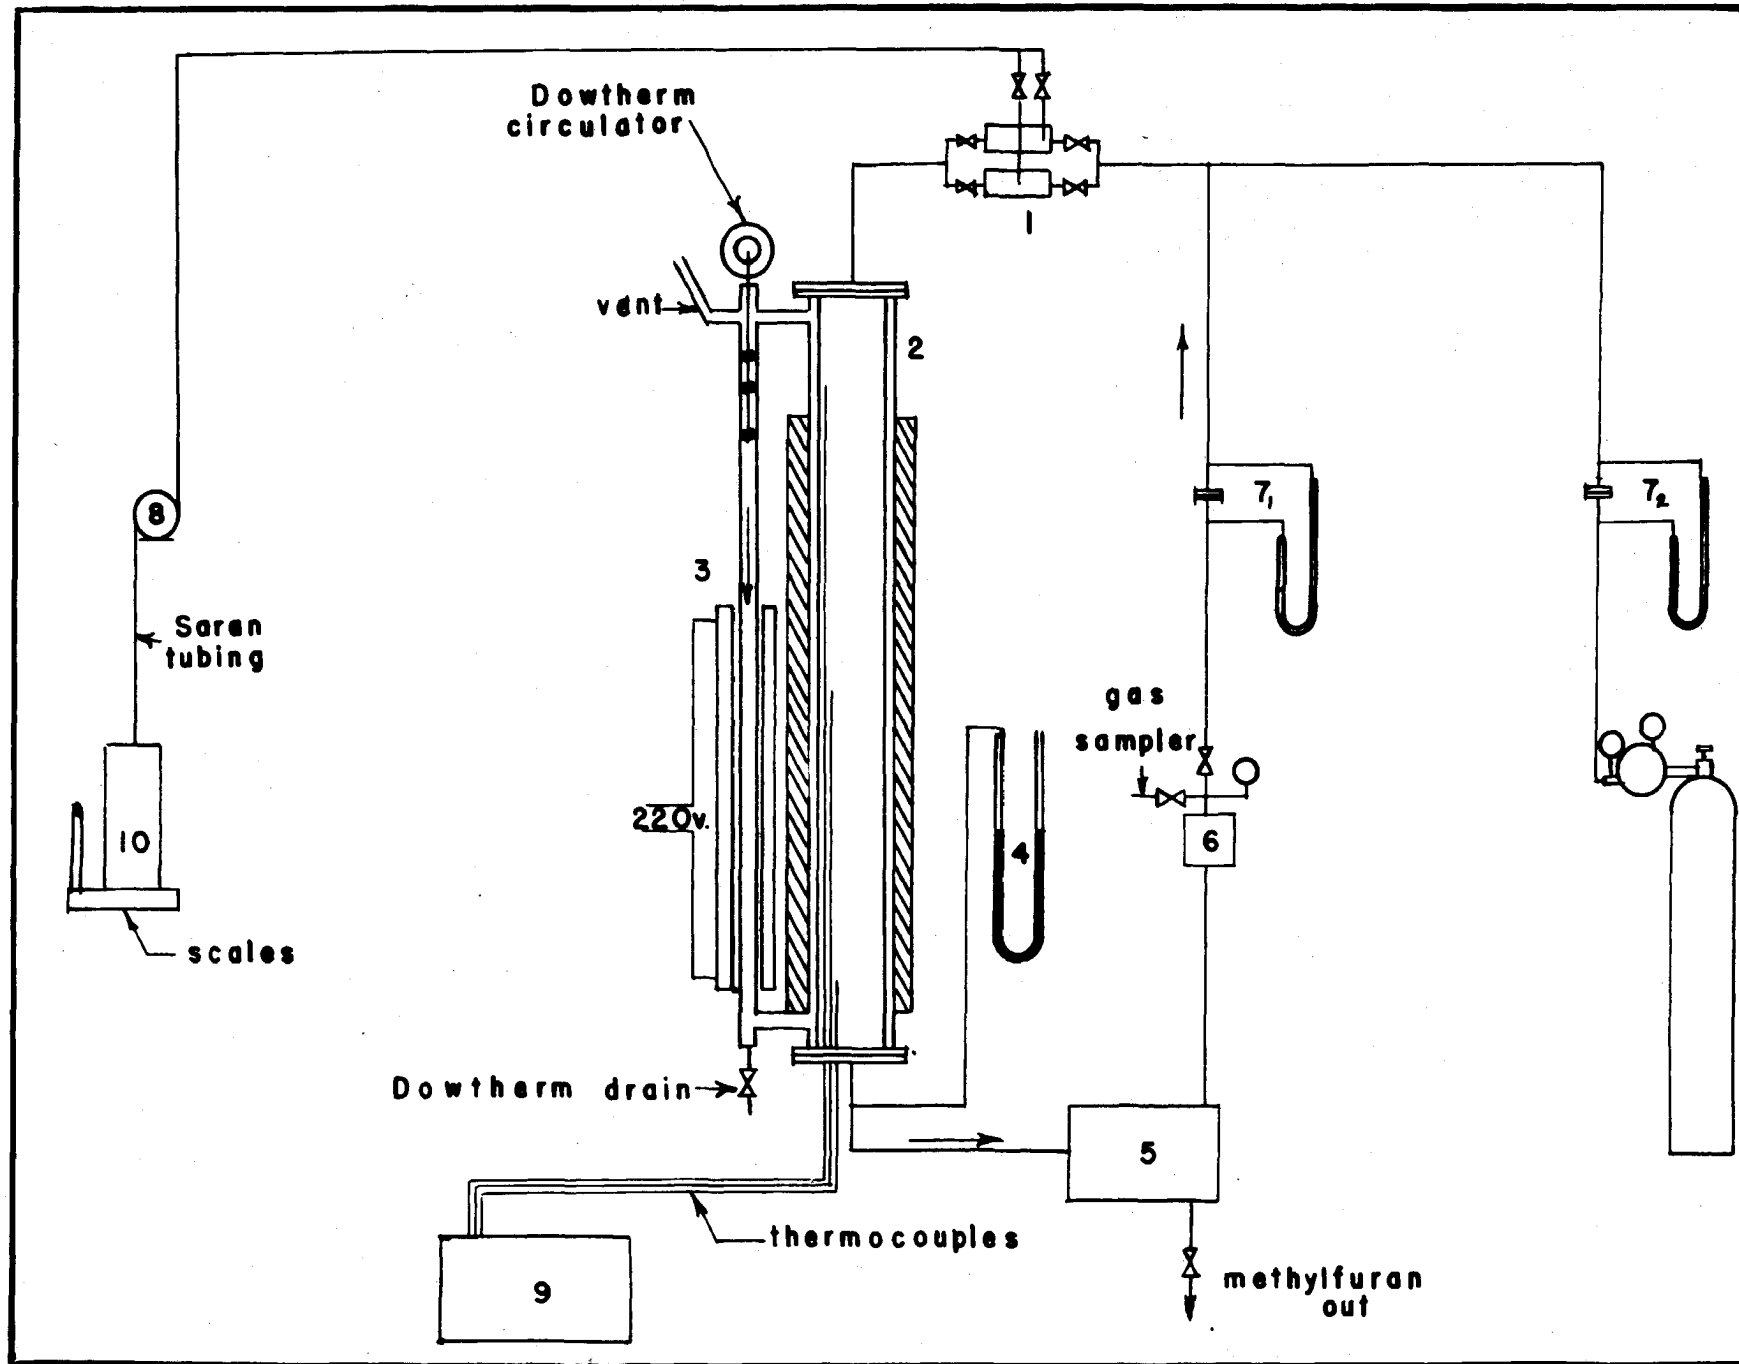 Dowtherm
circulator
1
vent
2
8
7₁
7₂
3
Saran
tubing
gas
sampler
220v.
10
4
6
scales
Dowtherm drain
5
thermocouples
9
methylfuran
out